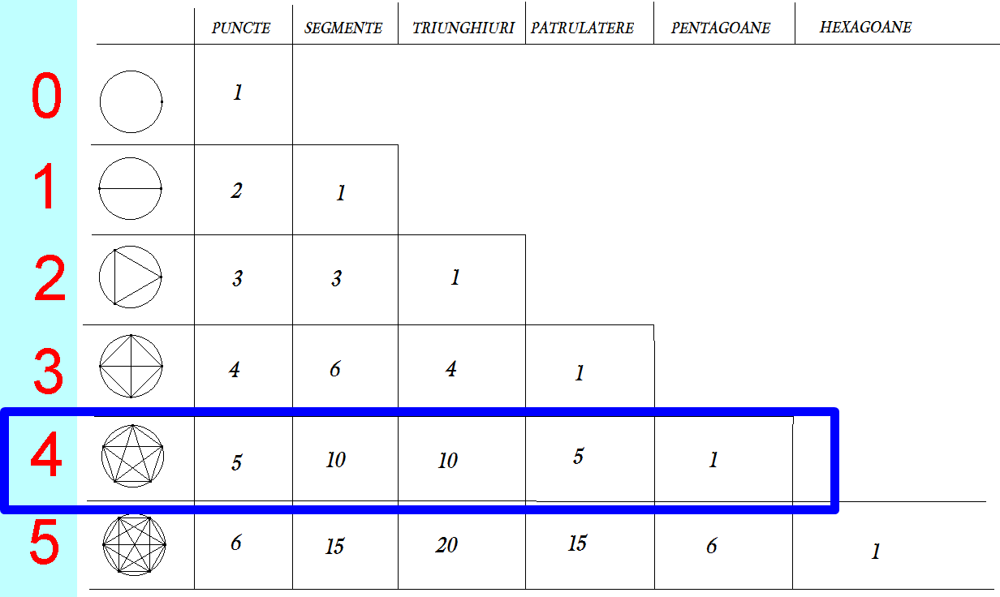 PUNCTE SEGMENTE TRIUNGHIURI PATRULATERE PENTAGOANE HEXAGOANE
0 1
1 2 1
2 3 3 1
3 4 6 4 1
4 5 10 10 5 1
5 6 15 20 15 6 1